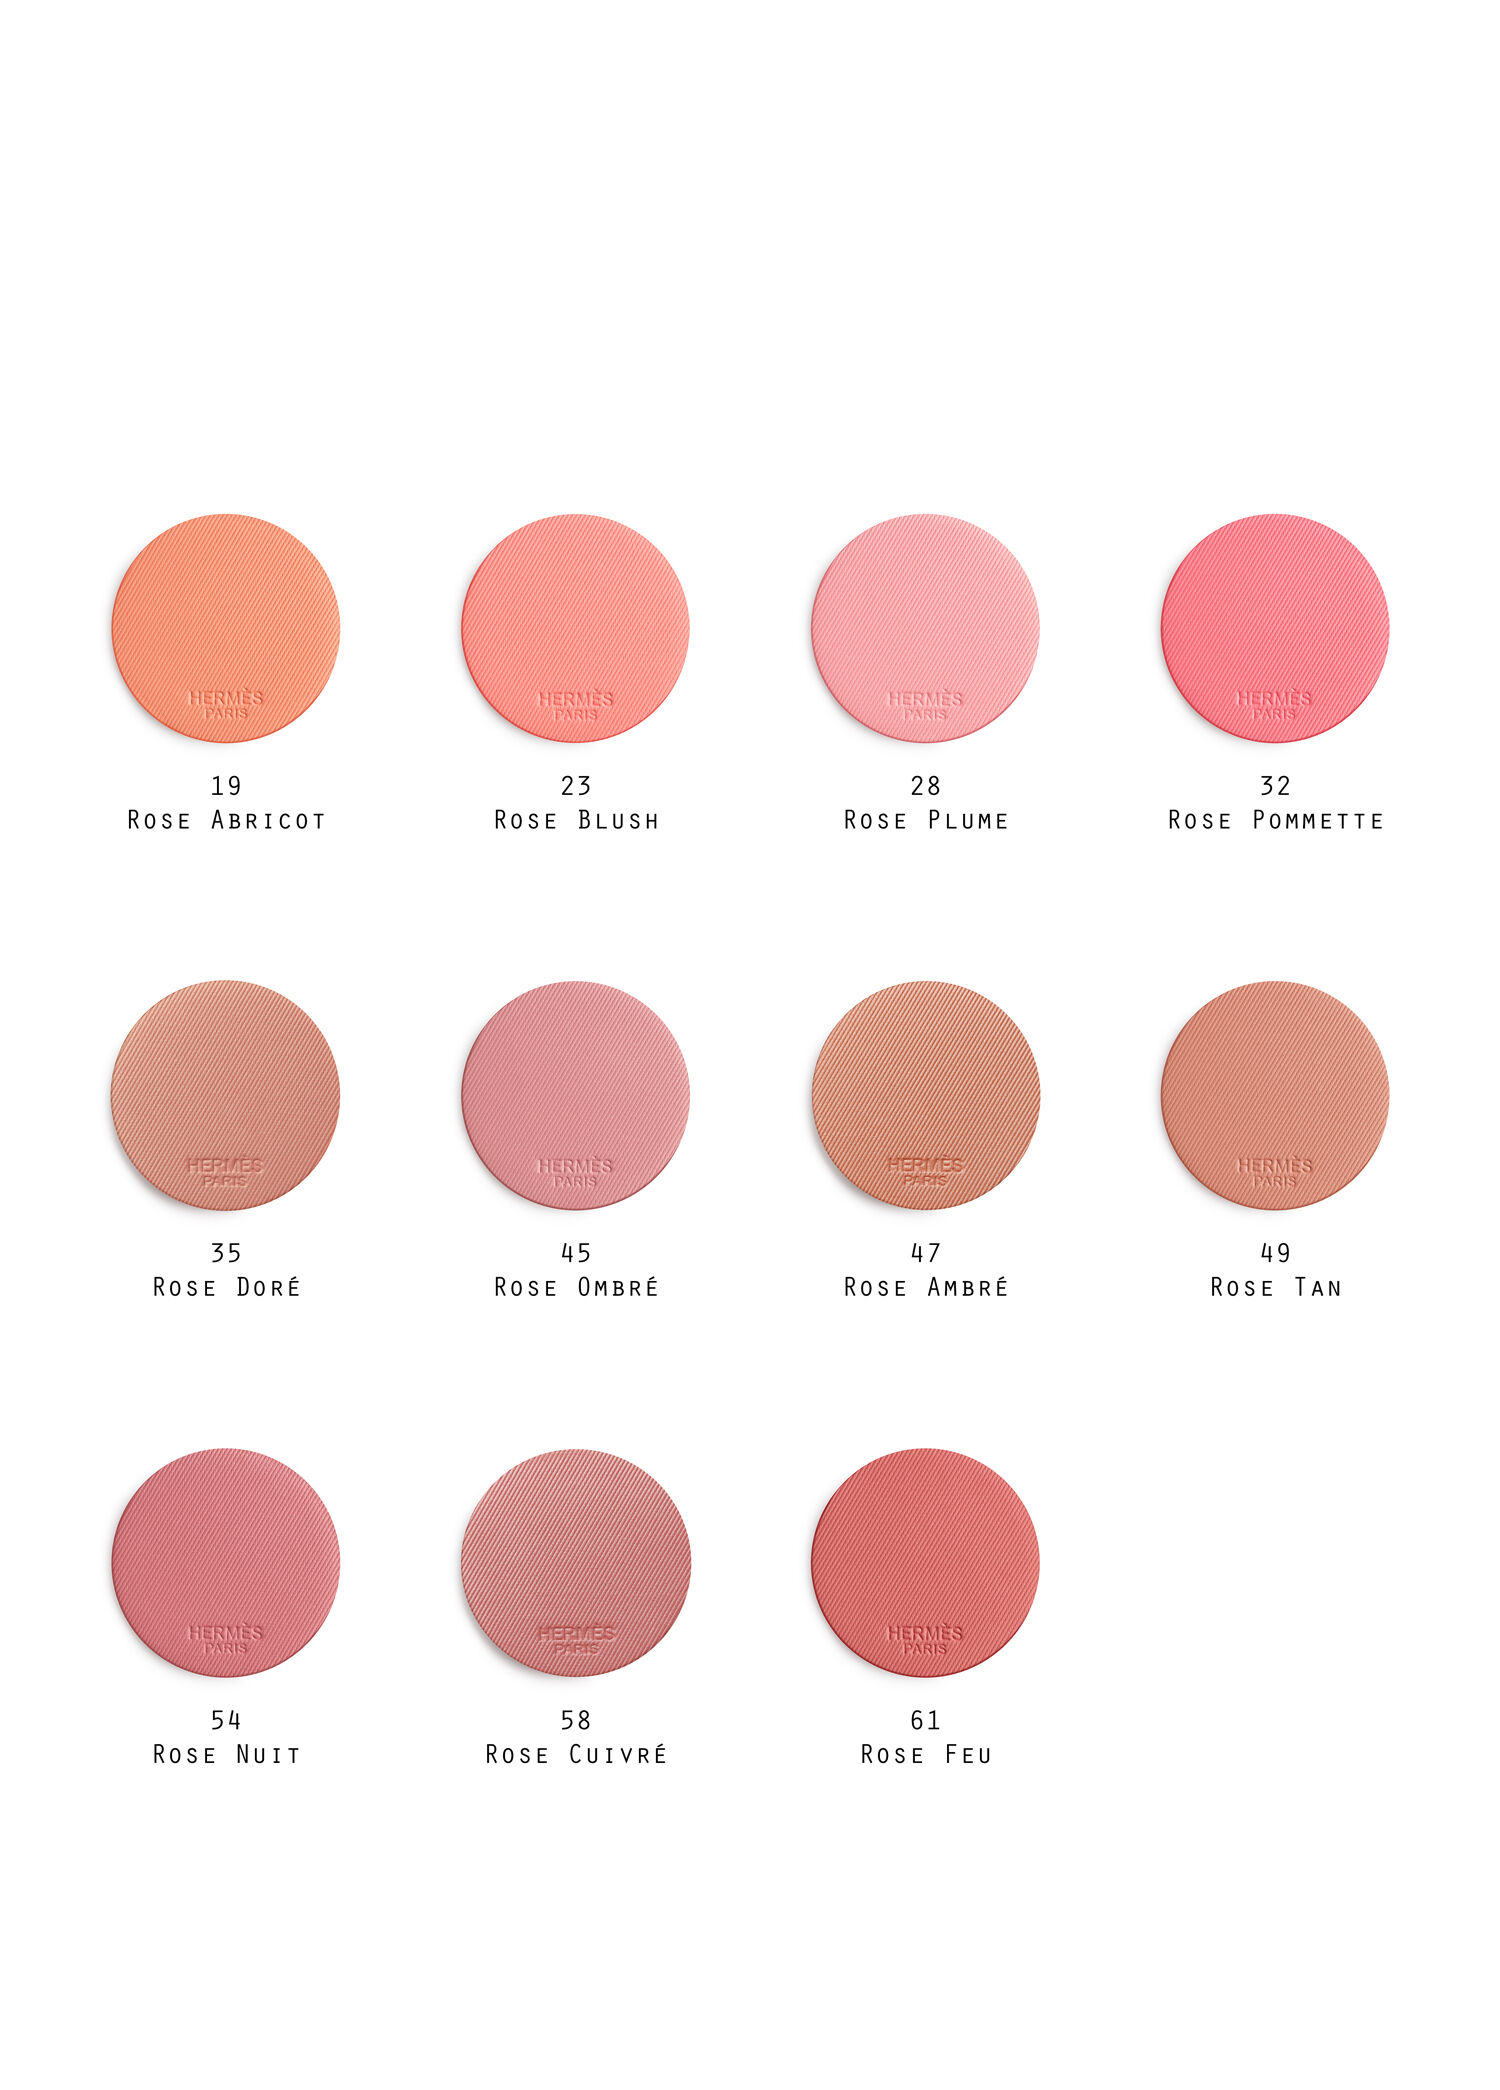 HERMÈS
PARIS
19
Rose Abricot
HERMÈS
PARIS
23
Rose Blush
HERMÈS
PARIS
28
Rose Plume
HERMÈS
PARIS
32
Rose Pommette
HERMÈS
PARIS
35
Rose Doré
HERMÈS
PARIS
45
Rose Ombré
HERMÈS
PARIS
47
Rose Ambré
HERMÈS
PARIS
49
Rose Tan
HERMÈS
PARIS
54
Rose Nuit
HERMÈS
PARIS
58
Rose Cuivré
HERMÈS
PARIS
61
Rose Feu